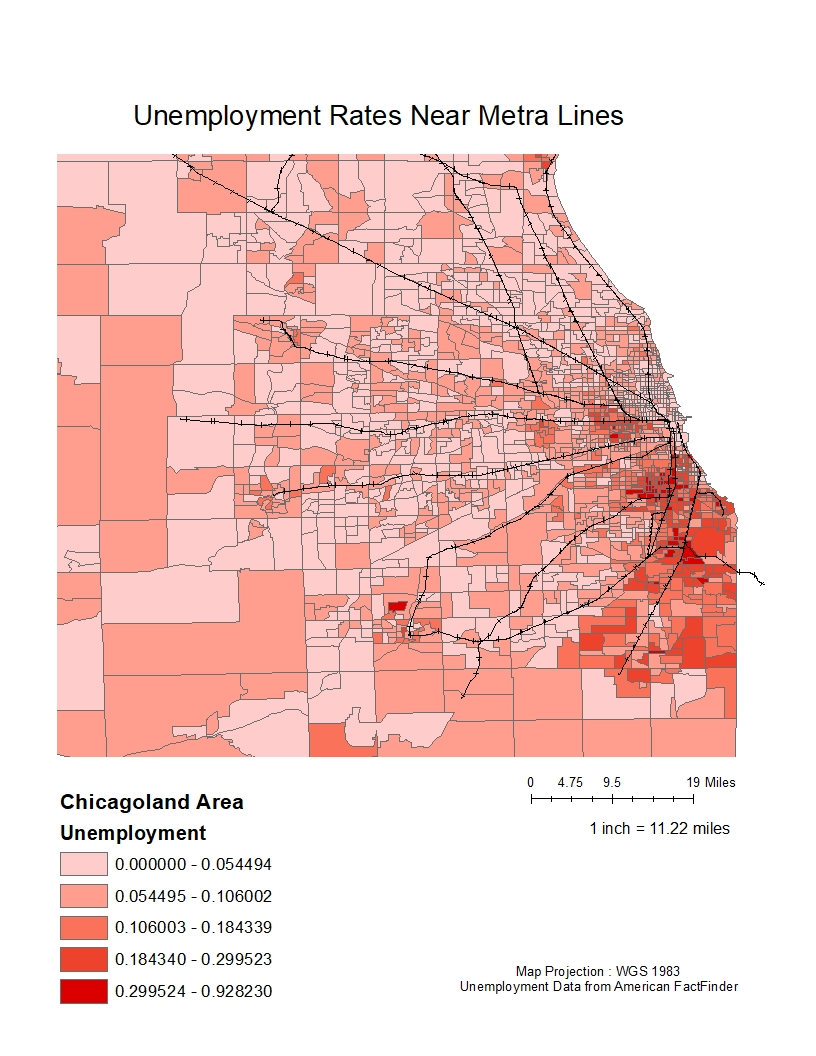 Unemployment Rates Near Metra Lines
0 4.75 9.5 19 Miles
1 inch = 11.22 miles
Chicagoland Area
Unemployment
0.000000 - 0.054494
0.054495 - 0.106002
0.106003 - 0.184339
0.184340 - 0.299523
0.299524 - 0.928230
Map Projection : WGS 1983
Unemployment Data from American FactFinder